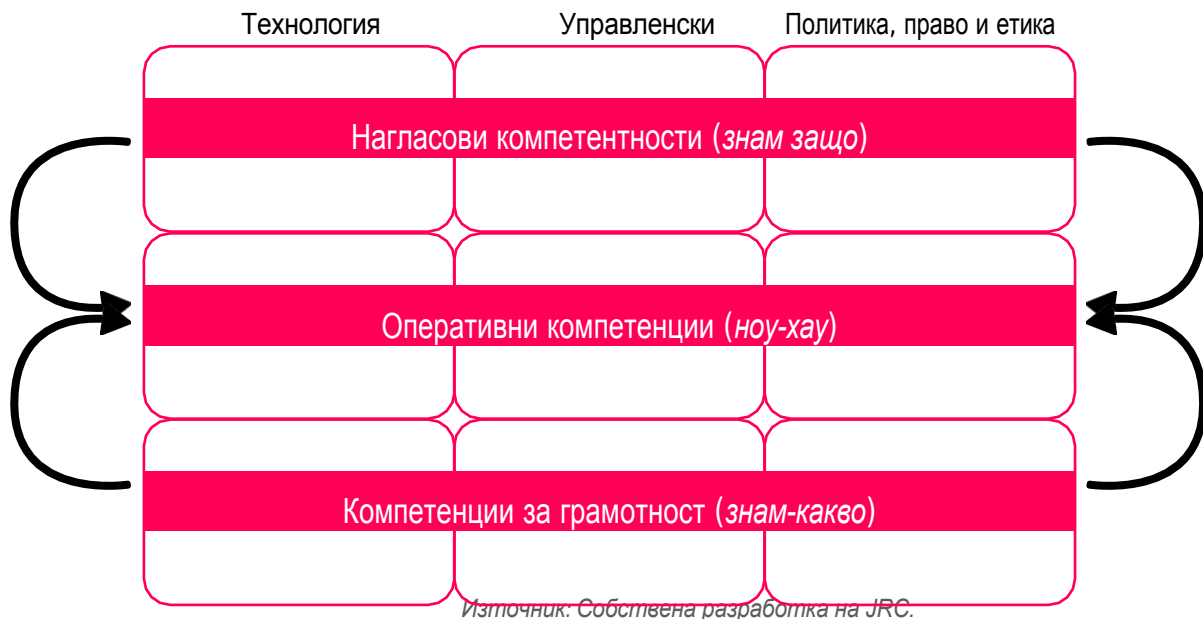 Технология Управленски Политика, право и етика
Нагласови компетентности (знам защо)
Оперативни компетенции (ноу-хау)
Компетенции за грамотност (знам-какво)
Източник: Собствена разработка на JRC.